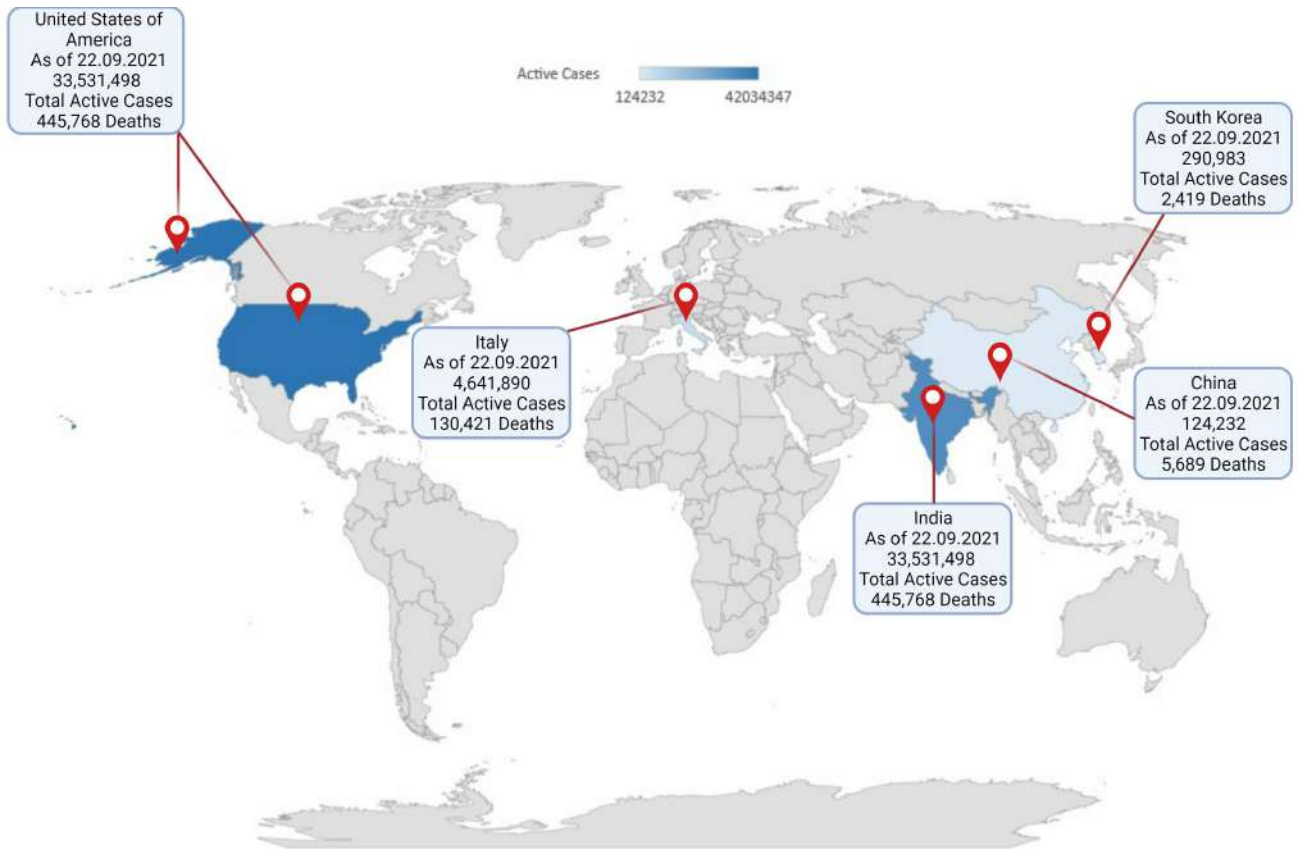 United States of
America
As of 22.09.2021
33,531,498
Total Active Cases
445,768 Deaths
Active Cases
124232 42034347
South Korea
As of 22.09.2021
290,983
Total Active Cases
2,419 Deaths
Italy
As of 22.09.2021
4,641,890
Total Active Cases
130,421 Deaths
China
As of 22.09.2021
124,232
Total Active Cases
5,689 Deaths
India
As of 22.09.2021
33,531,498
Total Active Cases
445,768 Deaths